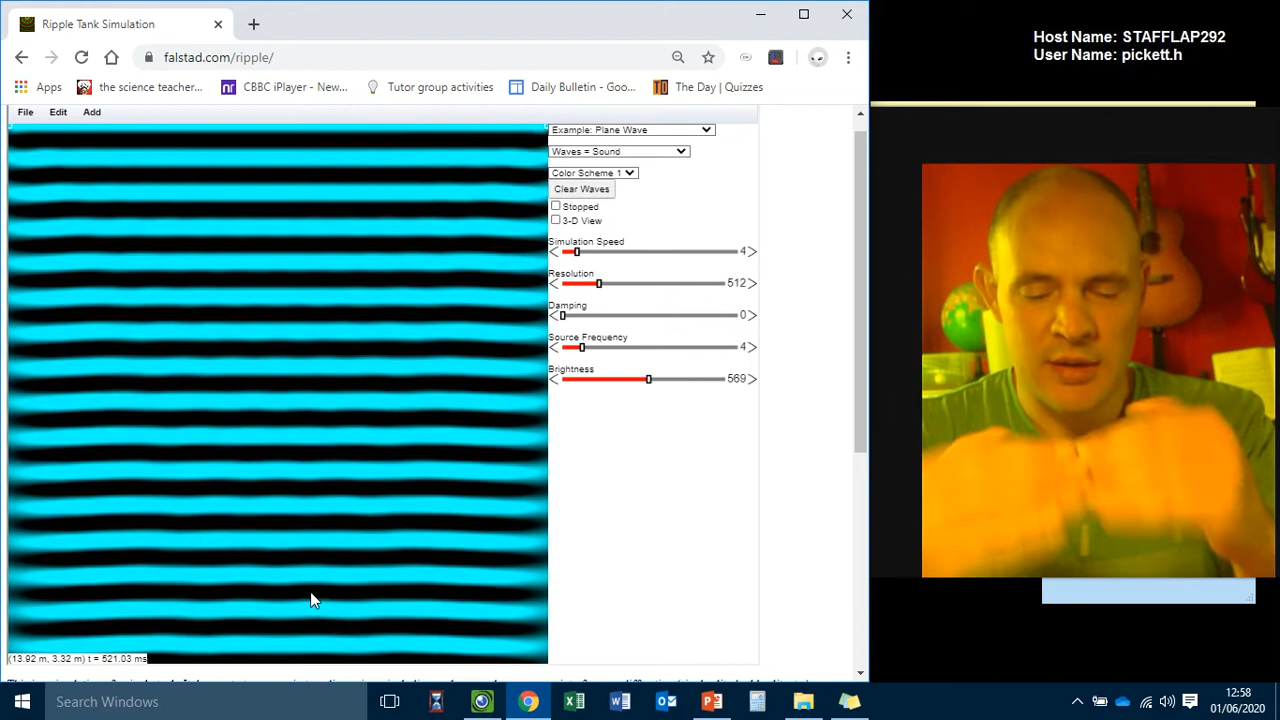 Ripple Tank Simulation
Host Name: STAFFLAP292
User Name: pickett.h
falstad.com/ripple/
Apps the science teacher... CBBC iPlayer - New... Tutor group activities Daily Bulletin - Goo... The Day | Quizzes
File Edit Add
Example: Plane Wave
Waves = Sound
Color Scheme 1
Clear Waves
Stopped
3-D View
Simulation Speed
4
Resolution
512
Damping
0
Source Frequency
4
Brightness
569
(13.92 m, 3.32 m) t = 521.03 ms
Search Windows
12:58
01/06/2020